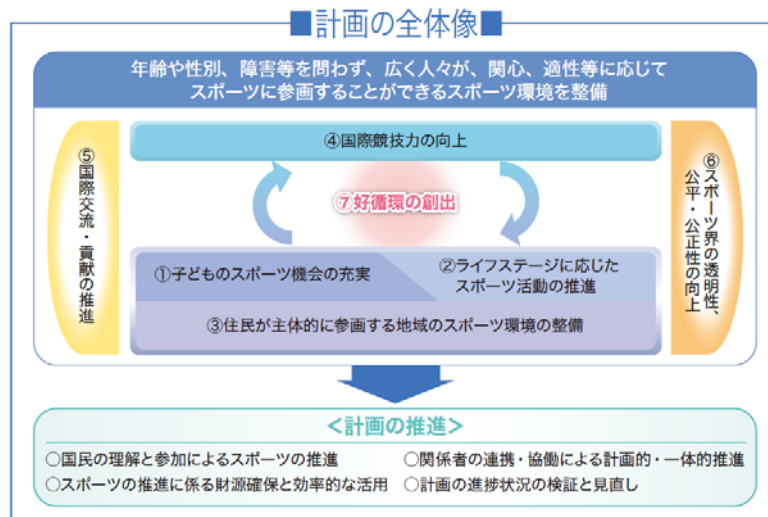 ■計画の全体像■
年齢や性別、障害等を問わず、広く人々が、関心、適性等に応じて
スポーツに参画することができるスポーツ環境を整備
④国際競技力の向上
⑤国際交流・貢献の推進
⑦好循環の創出
⑥スポーツ界の透明性、
公平・公正性の向上
①子どものスポーツ機会の充実
②ライフステージに応じた
スポーツ活動の推進
③住民が主体的に参画する地域のスポーツ環境の整備
＜計画の推進＞
○国民の理解と参加によるスポーツの推進
○関係者の連携・協働による計画的・一体的推進
○スポーツの推進に係る財源確保と効率的な活用
○計画の進捗状況の検証と見直し